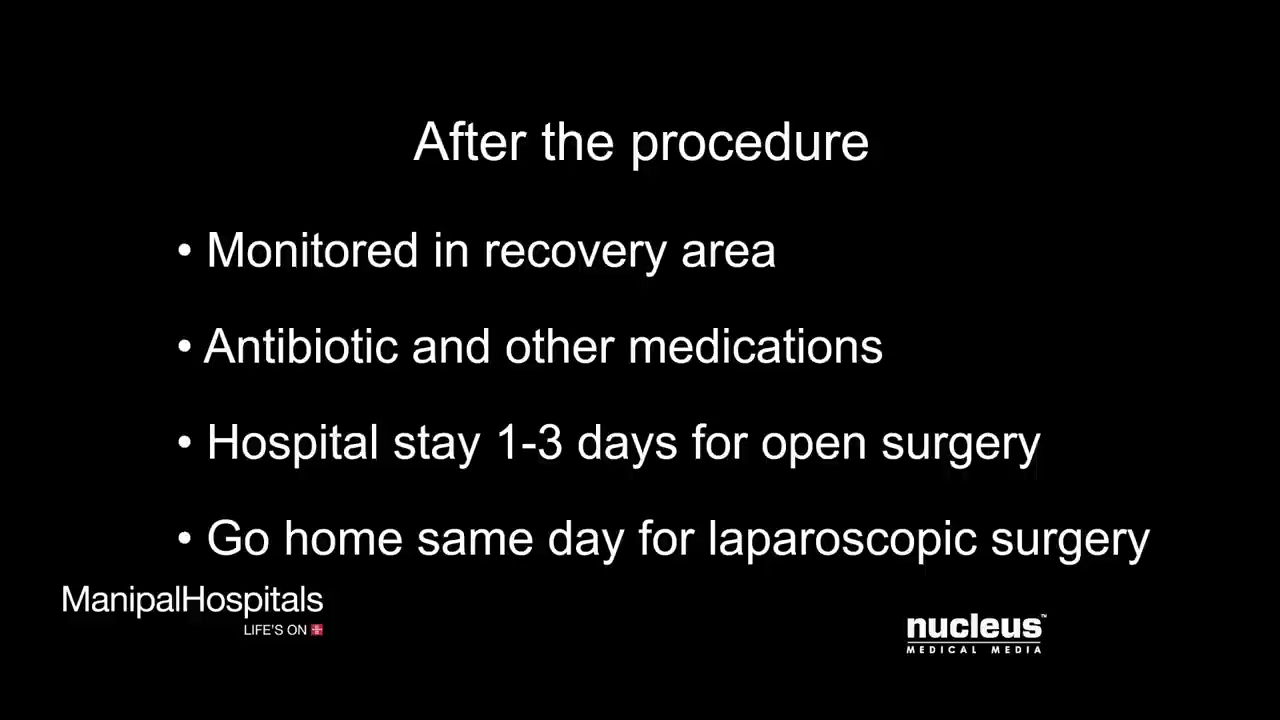 After the procedure
• Monitored in recovery area
• Antibiotic and other medications
• Hospital stay 1-3 days for open surgery
• Go home same day for laparoscopic surgery
ManipalHospitals
LIFE'S ON
nucleus™
MEDICAL MEDIA